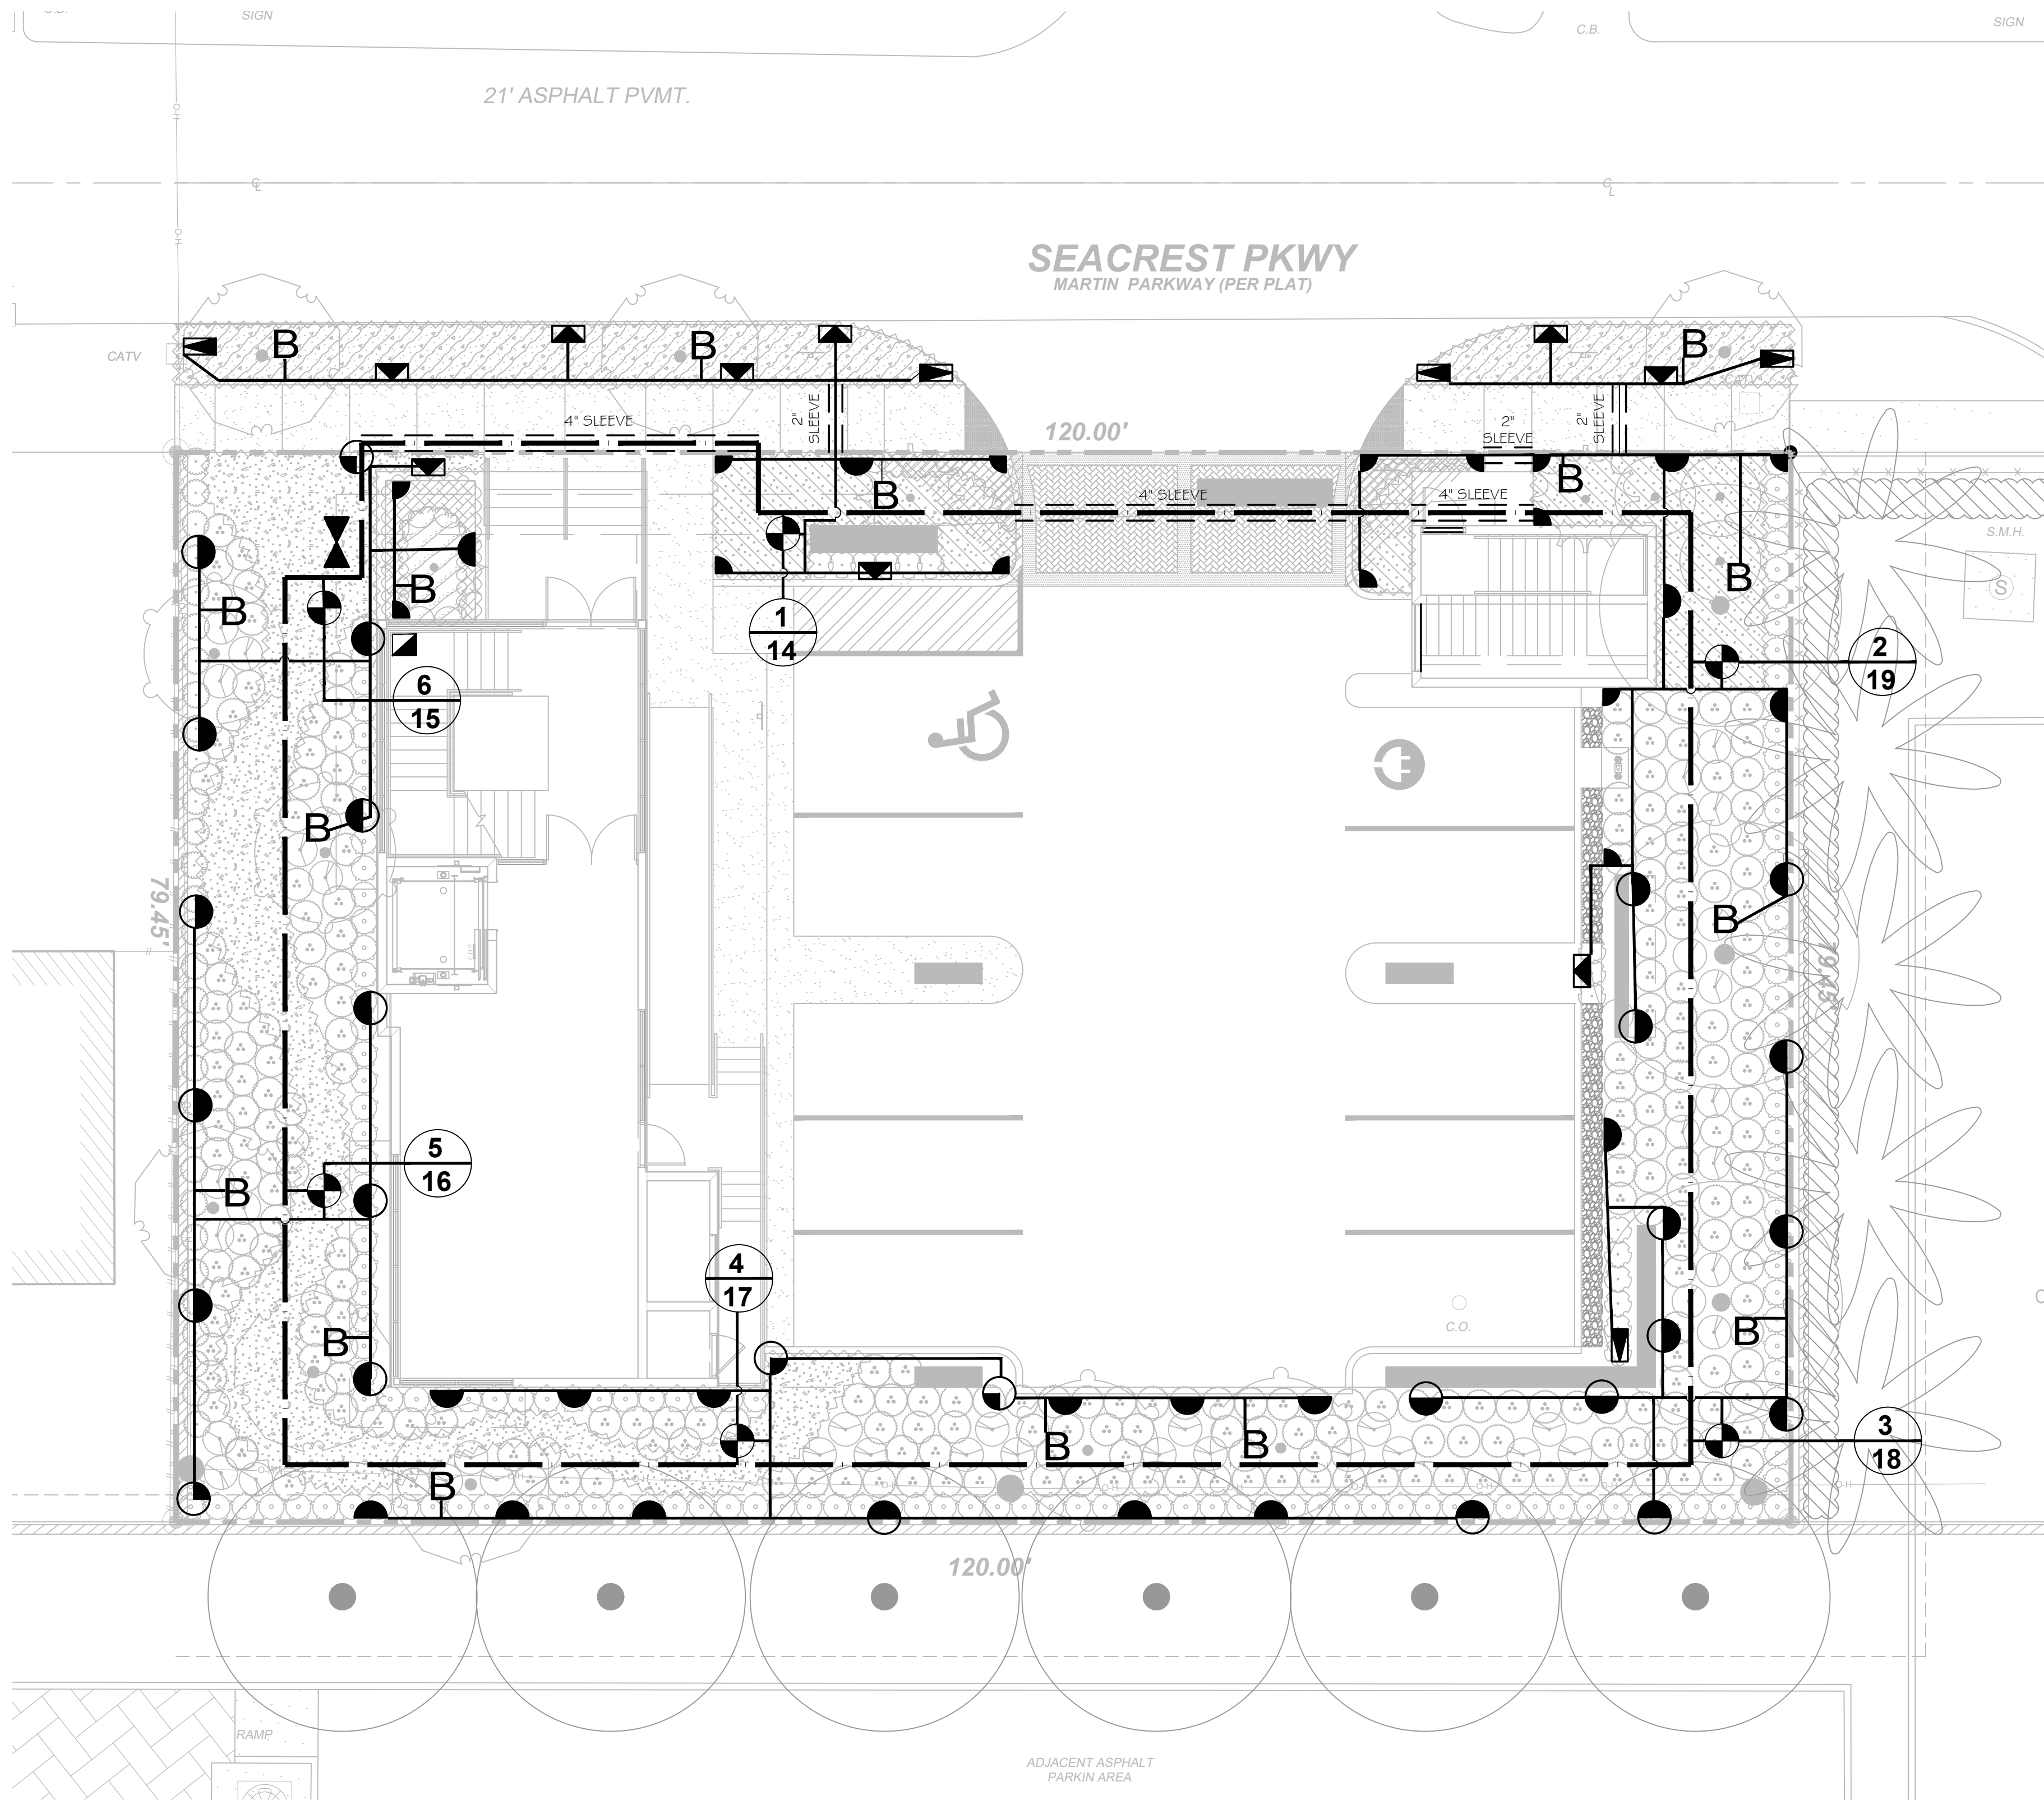 SIGN
C.B.
SIGN
21' ASPHALT PVMT.
O-H
O-H
SEACREST PKWY
MARTIN PARKWAY (PER PLAT)
B
B
B
CATV
CATV
4" SLEEVE
2"
SLEEVE
120.00'
2"
SLEEVE
2"
SLEEVE
B
B
4" SLEEVE
4" SLEEVE
S.M.H.
S
B
B
B
1
14
2
19
6
15
B
79.45'
B
79.45'
5
16
B
4
17
C.O.
B
B
3
18
B
B
B
120.00'
RAMP
ADJACENT ASPHALT
PARKIN AREA